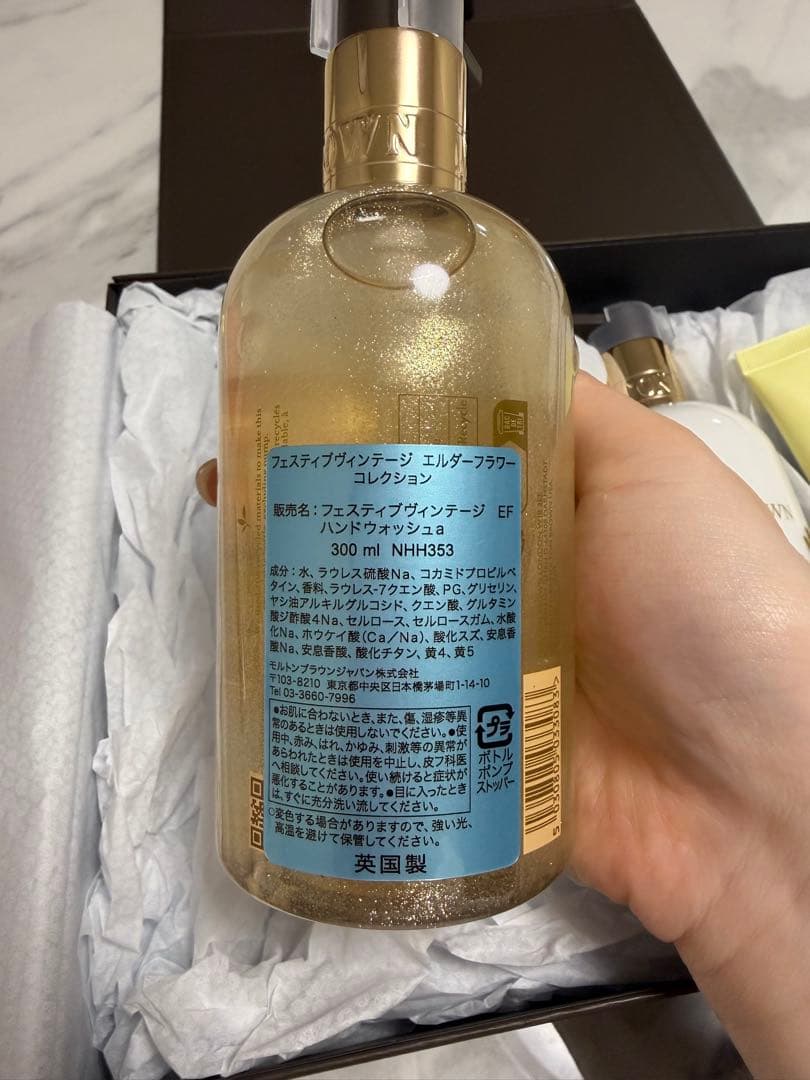 OWN
フェスティブヴィンテージ エルダーフラワー
コレクション
販売名：フェスティブヴィンテージ EF
ハンドウォッシュa
300 ml NHH353
成分：水、ラウレス硫酸Na、コカミドプロピルベ
タイン、香料、ラウレス-7クエン酸、PG、グリセリン、
ヤシ油アルキルグルコシド、クエン酸、グルタミン
酸ジ酢酸4Na、セルロース、セルロースガム、水酸
化Na、ホウケイ酸（Ca／Na）、酸化スズ、安息香
酸Na、安息香酸、酸化チタン、黄4、黄5
モルトンブラウンジャパン株式会社
〒103-8210 東京都中央区日本橋茅場町1-14-10
Tel 03-3660-7996
●お肌に合わないとき、また、傷、湿疹等異
常のあるときは使用しないでください。●使
用中、赤み、はれ、かゆみ、刺激等の異常が
あらわれたときは使用を中止し、皮フ科医
へ相談してください。使い続けると症状が
悪化することがあります。●目に入ったとき
は、すぐに充分洗い流してください。
○変色する場合がありますので、強い光、
高温を避けて保管してください。
英国製
プラ
ボトル
ポンプ
ストッパー
5 030805 033083>
materials to make this
recycle